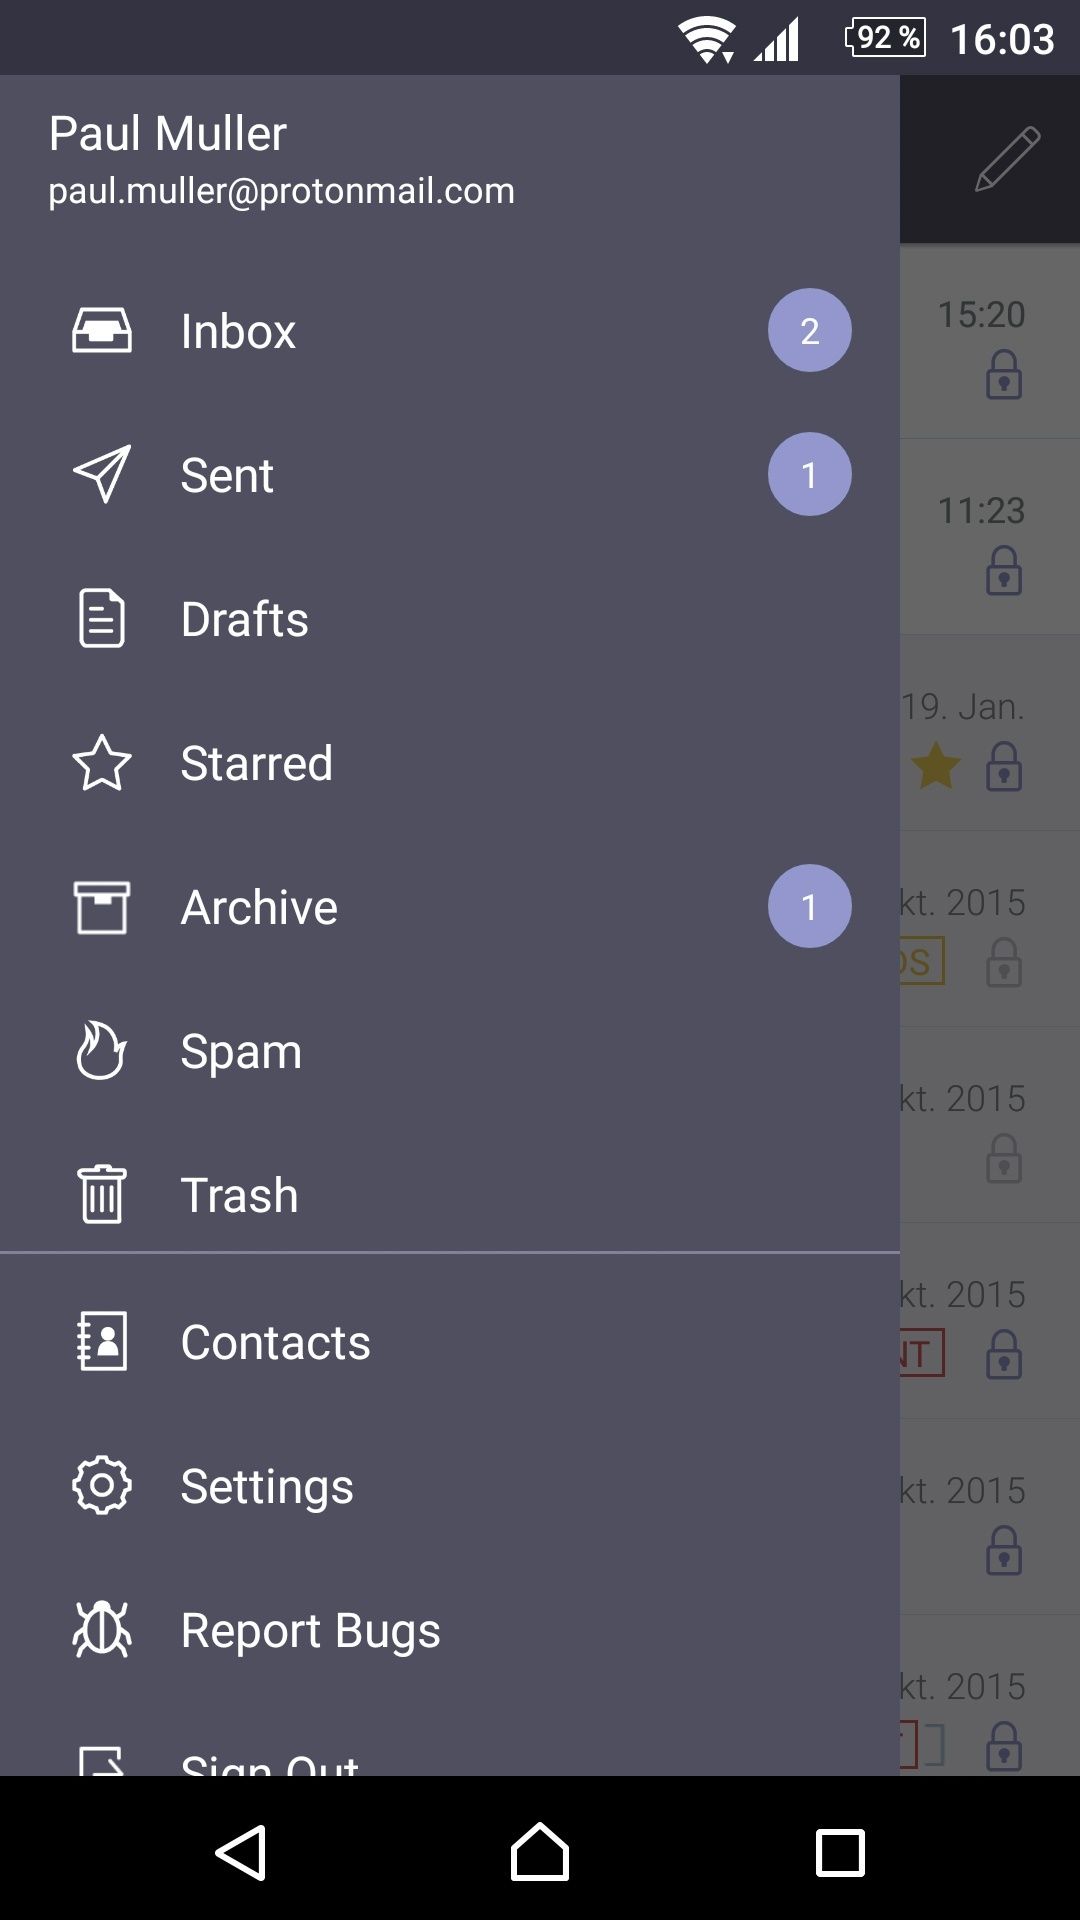 92 % 16:03
Paul Muller
paul.muller@protonmail.com
Inbox 2 15:20
Sent 1 11:23
Drafts
19. Jan.
Starred
Archive 1 kt. 2015
DS
Spam
kt. 2015
Trash
kt. 2015
Contacts NT
Settings kt. 2015
Report Bugs
kt. 2015
Sign Out